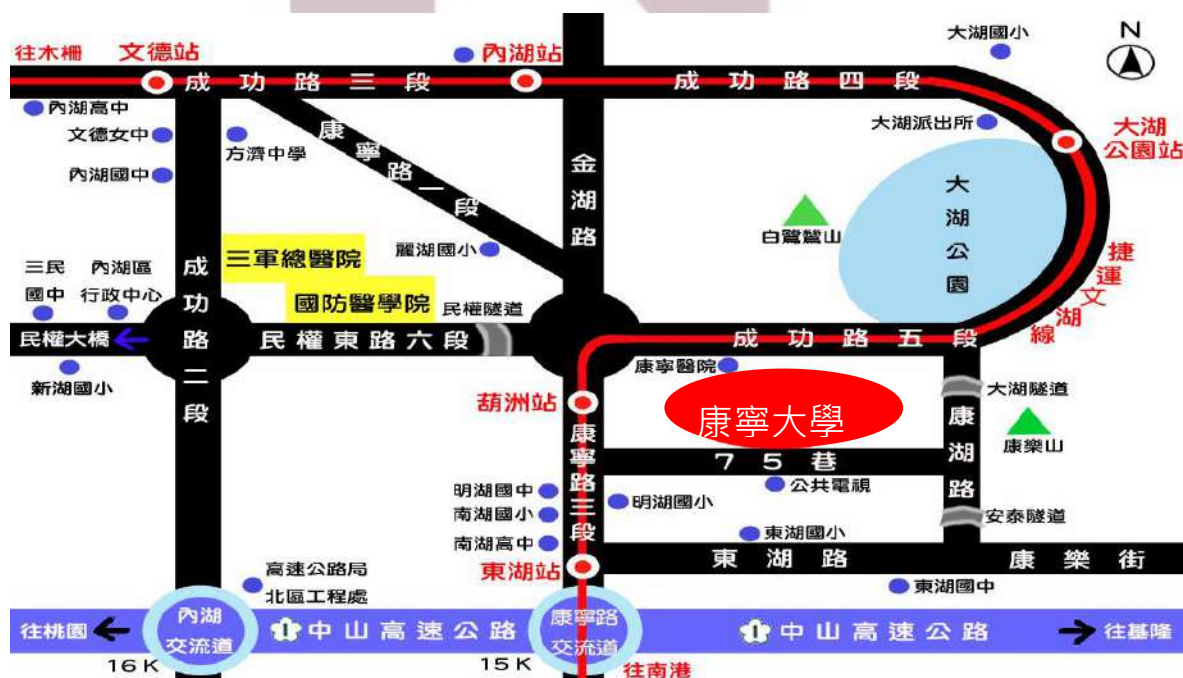 大湖國小
N
往木柵
文德站
內湖站
成功路三段
成功路四段
內湖高中
文德女中
方濟中學
康寧路一段
大湖派出所
大湖公園站
內湖國中
金湖路
大湖公園
白鷺鷥山
三軍總醫院
麗湖國小
捷運文湖線
三民國中
內湖區行政中心
國防醫學院
民權隧道
成功路二段
民權大橋
民權東路六段
成功路五段
新湖國小
康寧醫院
大湖隧道
葫洲站
康寧大學
康湖路
康樂山
康寧路三段
75巷
明湖國中
公共電視
明湖國小
南湖國小
安泰隧道
東湖國小
南湖高中
東湖站
東湖路
康樂街
高速公路局
北區工程處
東湖國中
往桃園
內湖
交流道
1
中山高速公路
康寧路
交流道
1
中山高速公路
往基隆
16K
15K
往南港